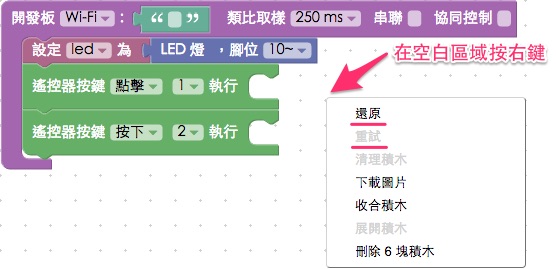 開發板 Wi-Fi : “ ” 類比取樣 250 ms 串聯 協同控制
設定 led 為 LED 燈 ,腳位 10~
在空白區域按右鍵
遙控器按鍵 點擊 1 執行
遙控器按鍵 按下 2 執行
還原
重試
清理積木
下載圖片
收合積木
展開積木
刪除 6 塊積木